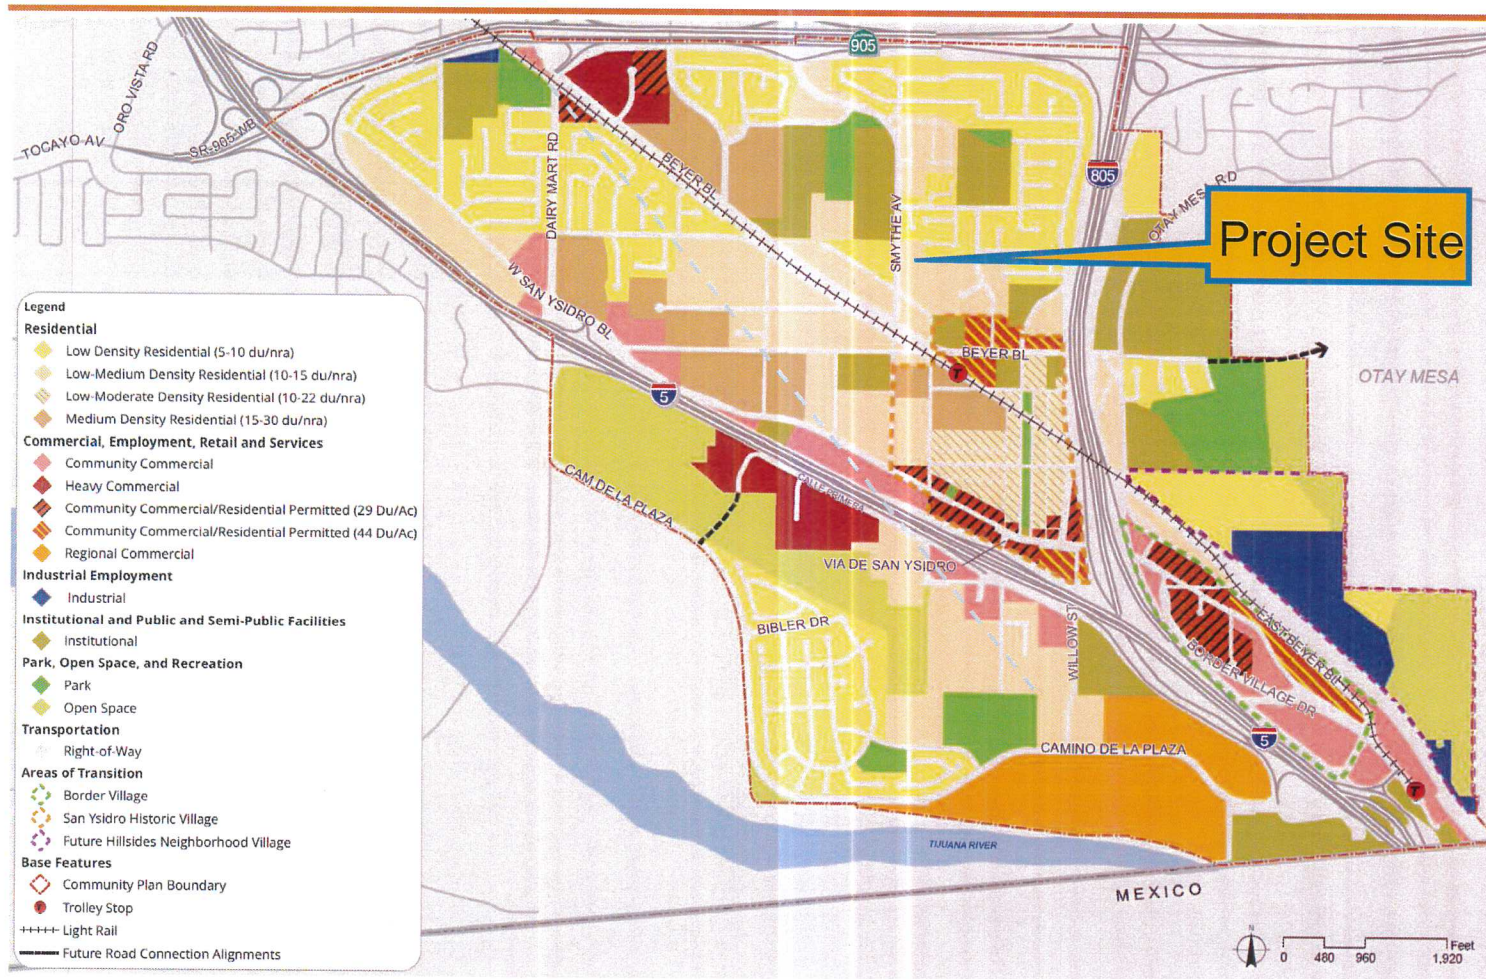 905
ORO VISTA RD
TOCAYO AV
SR-905 WB
DAIRY MART RD
BEYER BL
SMYTHE AV
805
OTAY MESA RD
Project Site
W SAN YSIDRO BL
BEYER BL
T
5
OTAY MESA
CAM DE LA PLAZA
CALLE PRIMERA
VIA DE SAN YSIDRO
BIBLER DR
WILLOW ST
EAST BEYER BL
BORDER VILLAGE DR
5
CAMINO DE LA PLAZA
T
TIJUANA RIVER
MEXICO
N
0 480 960 1,920
Feet
Legend
Residential
Low Density Residential (5-10 du/nra)
Low-Medium Density Residential (10-15 du/nra)
Low-Moderate Density Residential (10-22 du/nra)
Medium Density Residential (15-30 du/nra)
Commercial, Employment, Retail and Services
Community Commercial
Heavy Commercial
Community Commercial/Residential Permitted (29 Du/Ac)
Community Commercial/Residential Permitted (44 Du/Ac)
Regional Commercial
Industrial Employment
Industrial
Institutional and Public and Semi-Public Facilities
Institutional
Park, Open Space, and Recreation
Park
Open Space
Transportation
Right-of-Way
Areas of Transition
Border Village
San Ysidro Historic Village
Future Hillsides Neighborhood Village
Base Features
Community Plan Boundary
T Trolley Stop
Light Rail
Future Road Connection Alignments